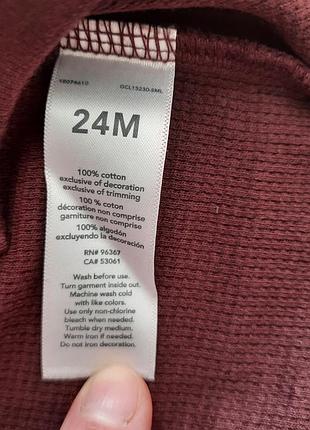 GCL15230-SML
24M
100% cotton
exclusive of decoration
exclusive of trimming
100 % coton
décoration non comprise
garniture non comprise
100% algodón
excluyendo la decoración
RN# 96367
CA# 53061
Wash before use.
Turn garment inside out.
Machine wash cold
with like colors.
Use only non-chlorine
bleach when needed.
Tumble dry medium.
Warm iron if needed.
Do not iron decoration.